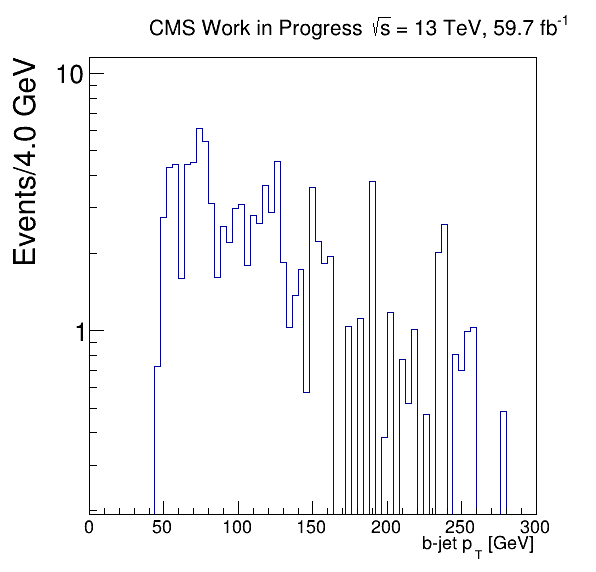 CMS Work in Progress √s = 13 TeV, 59.7 fb⁻¹
Events/4.0 GeV
10
1
0 50 100 150 200 250 300
b-jet p_T [GeV]